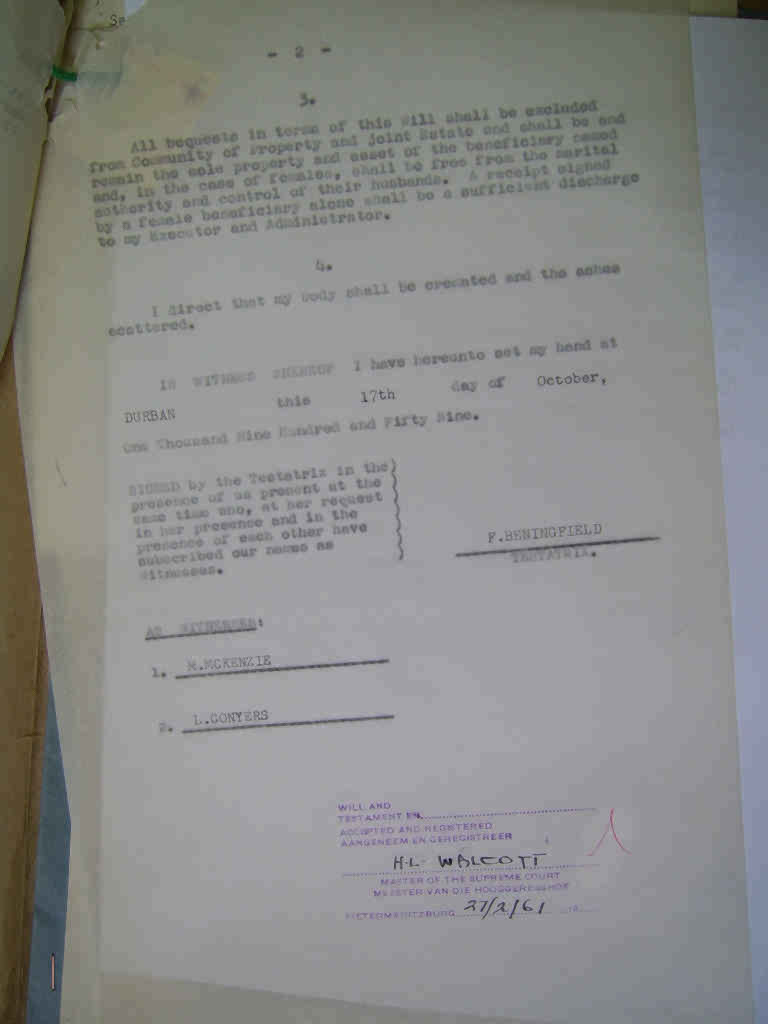 Se
- 2 -
3.
All bequests in terms of this Will shall be excluded
from Community of Property and joint Estate and shall be and
remain the sole property and asset of the beneficiary named
and, in the case of females, shall be free from the marital
authority and control of their husbands. A receipt signed
by a female beneficiary alone shall be a sufficient discharge
to my Executor and Administrator.
4.
I direct that my body shall be cremated and the ashes
scattered.
IN WITNESS WHEREOF I have hereunto set my hand at
DURBAN this 17th day of October,
One Thousand Nine Hundred and Fifty Nine.
SIGNED by the Testatrix in the)
presence of us present at the
same time who, at her request
in her presence and in the
presence of each other have
subscribed our names as
Witnesses.
F.BENINGFIELD
TESTATRIX.
AS WITNESSES:
1. M.MCKENZIE
2. L.CONYERS
WILL AND
TESTAMENT EN
ACCEPTED AND REGISTERED
AANGENEEM EN GEREGISTREER
H.L. WALCOTT
MASTER OF THE SUPREME COURT
MEESTER VAN DIE HOOGGEREGSHOF
PIETERMARITZBURG 27/2/61 19